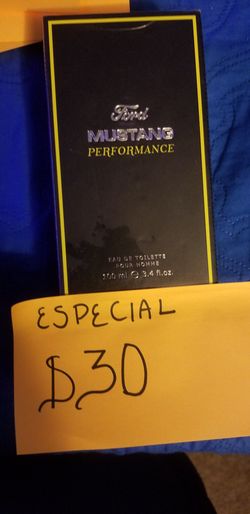 Ford
MUSTANG
PERFORMANCE
EAU DE TOILETTE
POUR HOMME
100 ml ℮ 3.4 fl.oz.
ESPECIAL
$30